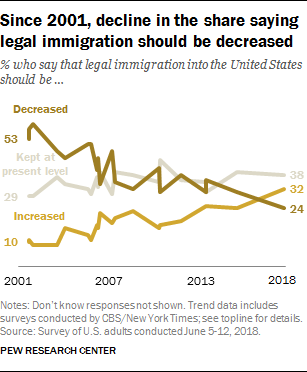 Since 2001, decline in the share saying
legal immigration should be decreased
% who say that legal immigration into the United States
should be ...
Decreased
53
Kept at
present level
38
32
29
24
Increased
10
2001 2007 2013 2018
Notes: Don't know responses not shown. Trend data includes
surveys conducted by CBS/New York Times; see topline for details.
Source: Survey of U.S. adults conducted June 5-12, 2018.
PEW RESEARCH CENTER